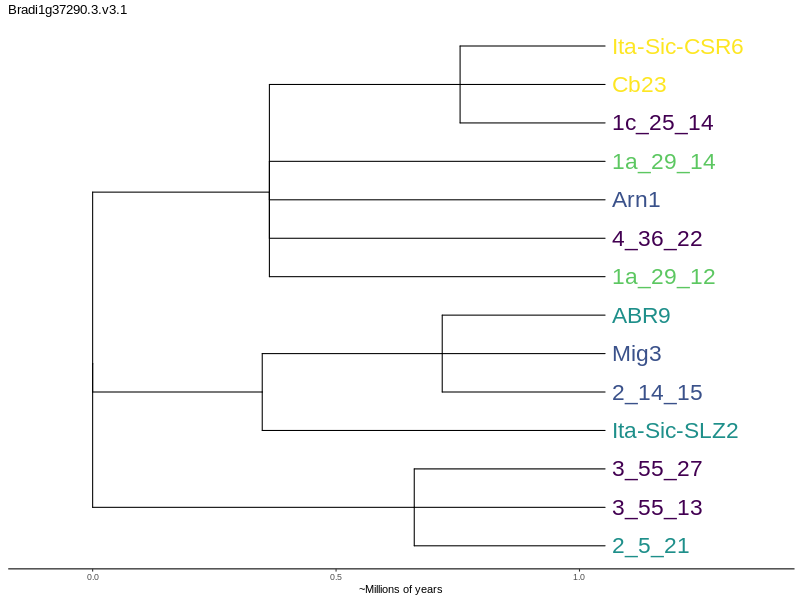 Bradi1g37290.3.v3.1
Ita-Sic-CSR6
Cb23
1c_25_14
1a_29_14
Arn1
4_36_22
1a_29_12
ABR9
Mig3
2_14_15
Ita-Sic-SLZ2
3_55_27
3_55_13
2_5_21
0.0 0.5 1.0
~Millions of years